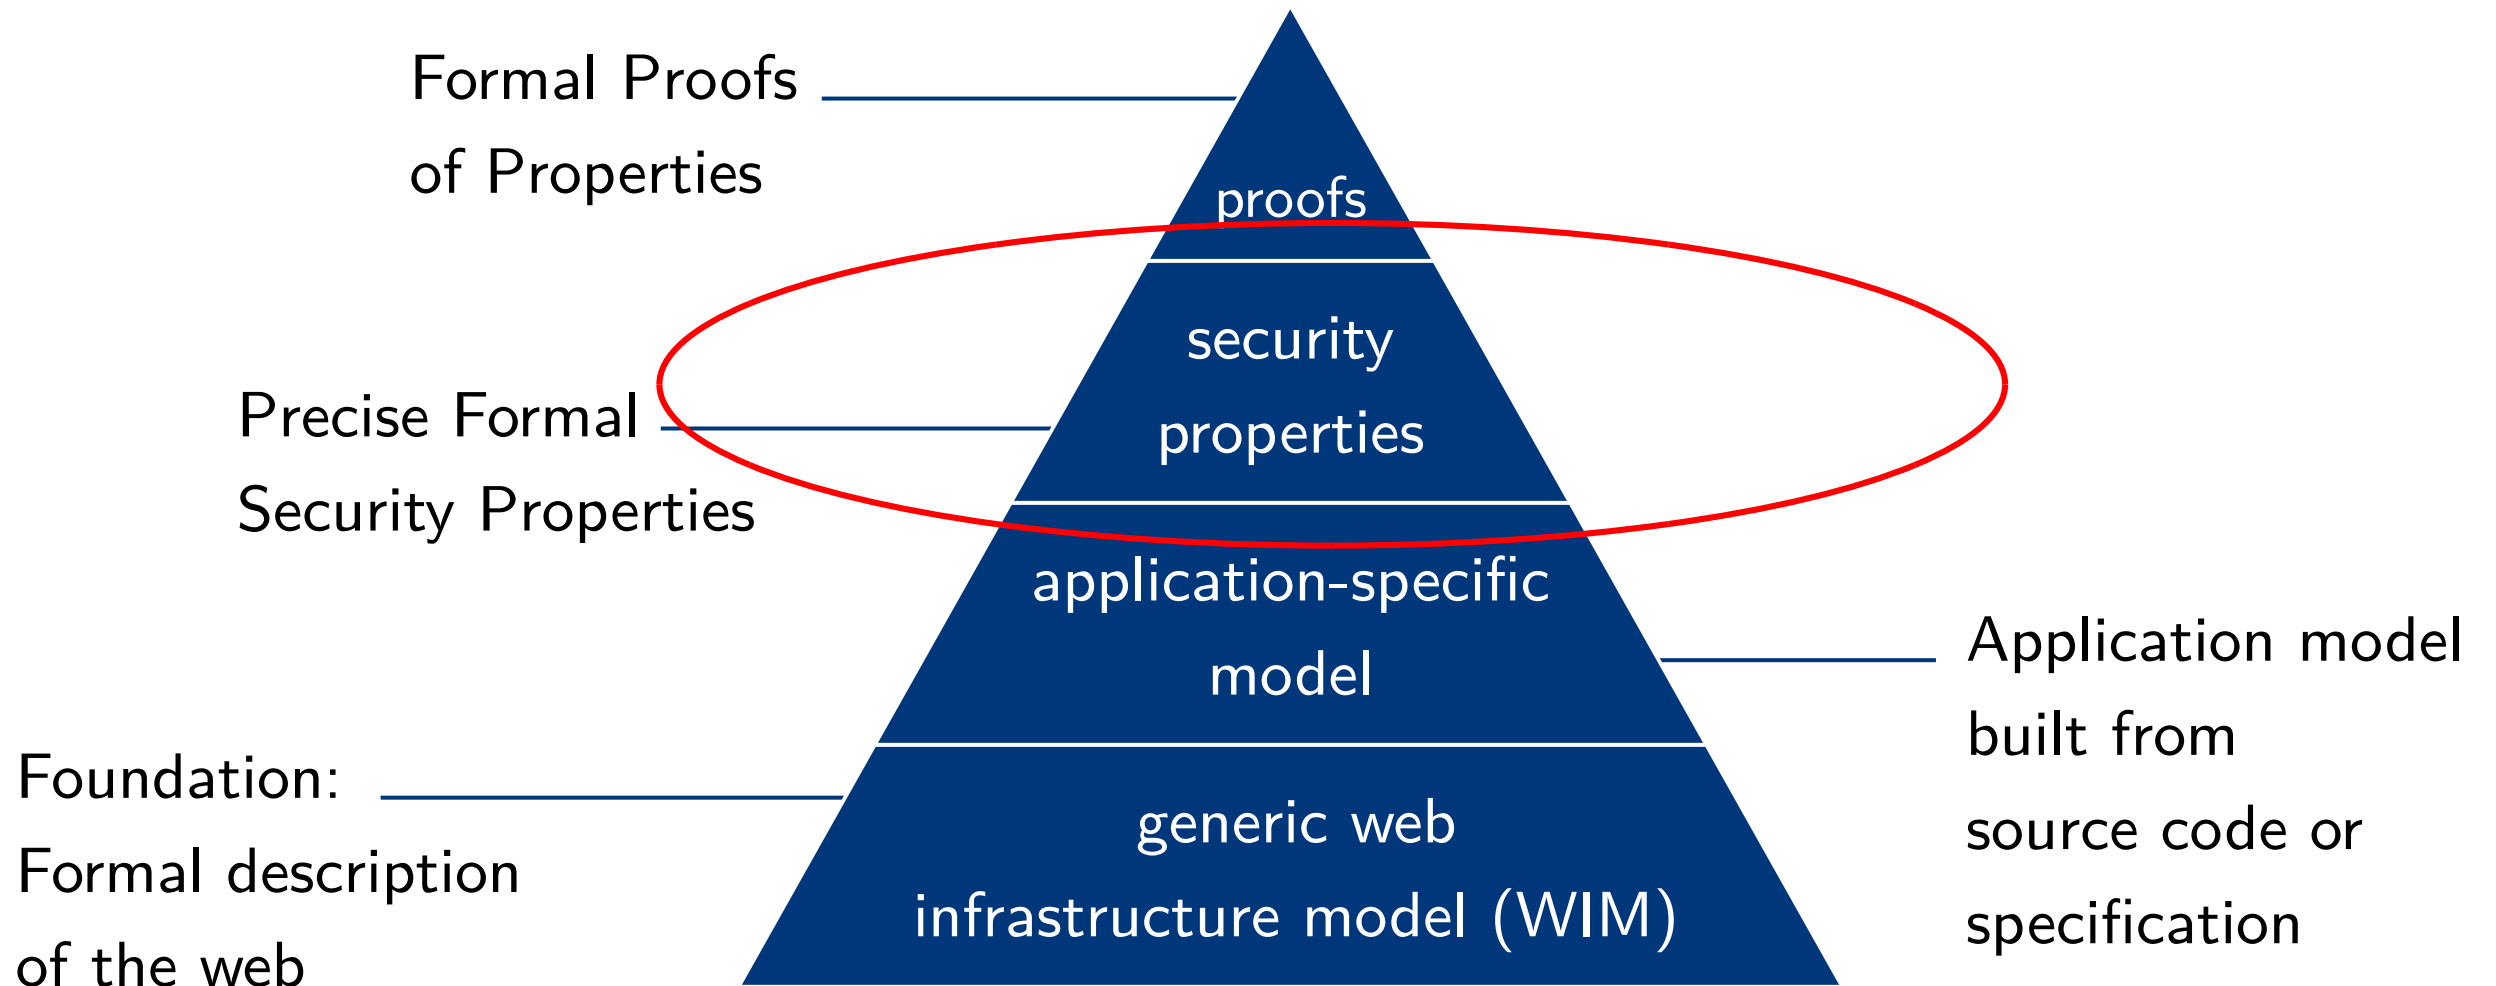 Formal Proofs
of Properties
proofs
security
properties
Precise Formal
Security Properties
application-specific
model
Application model
built from
source code or
specification
Foundation:
Formal description
of the web
generic web
infrastructure model (WIM)